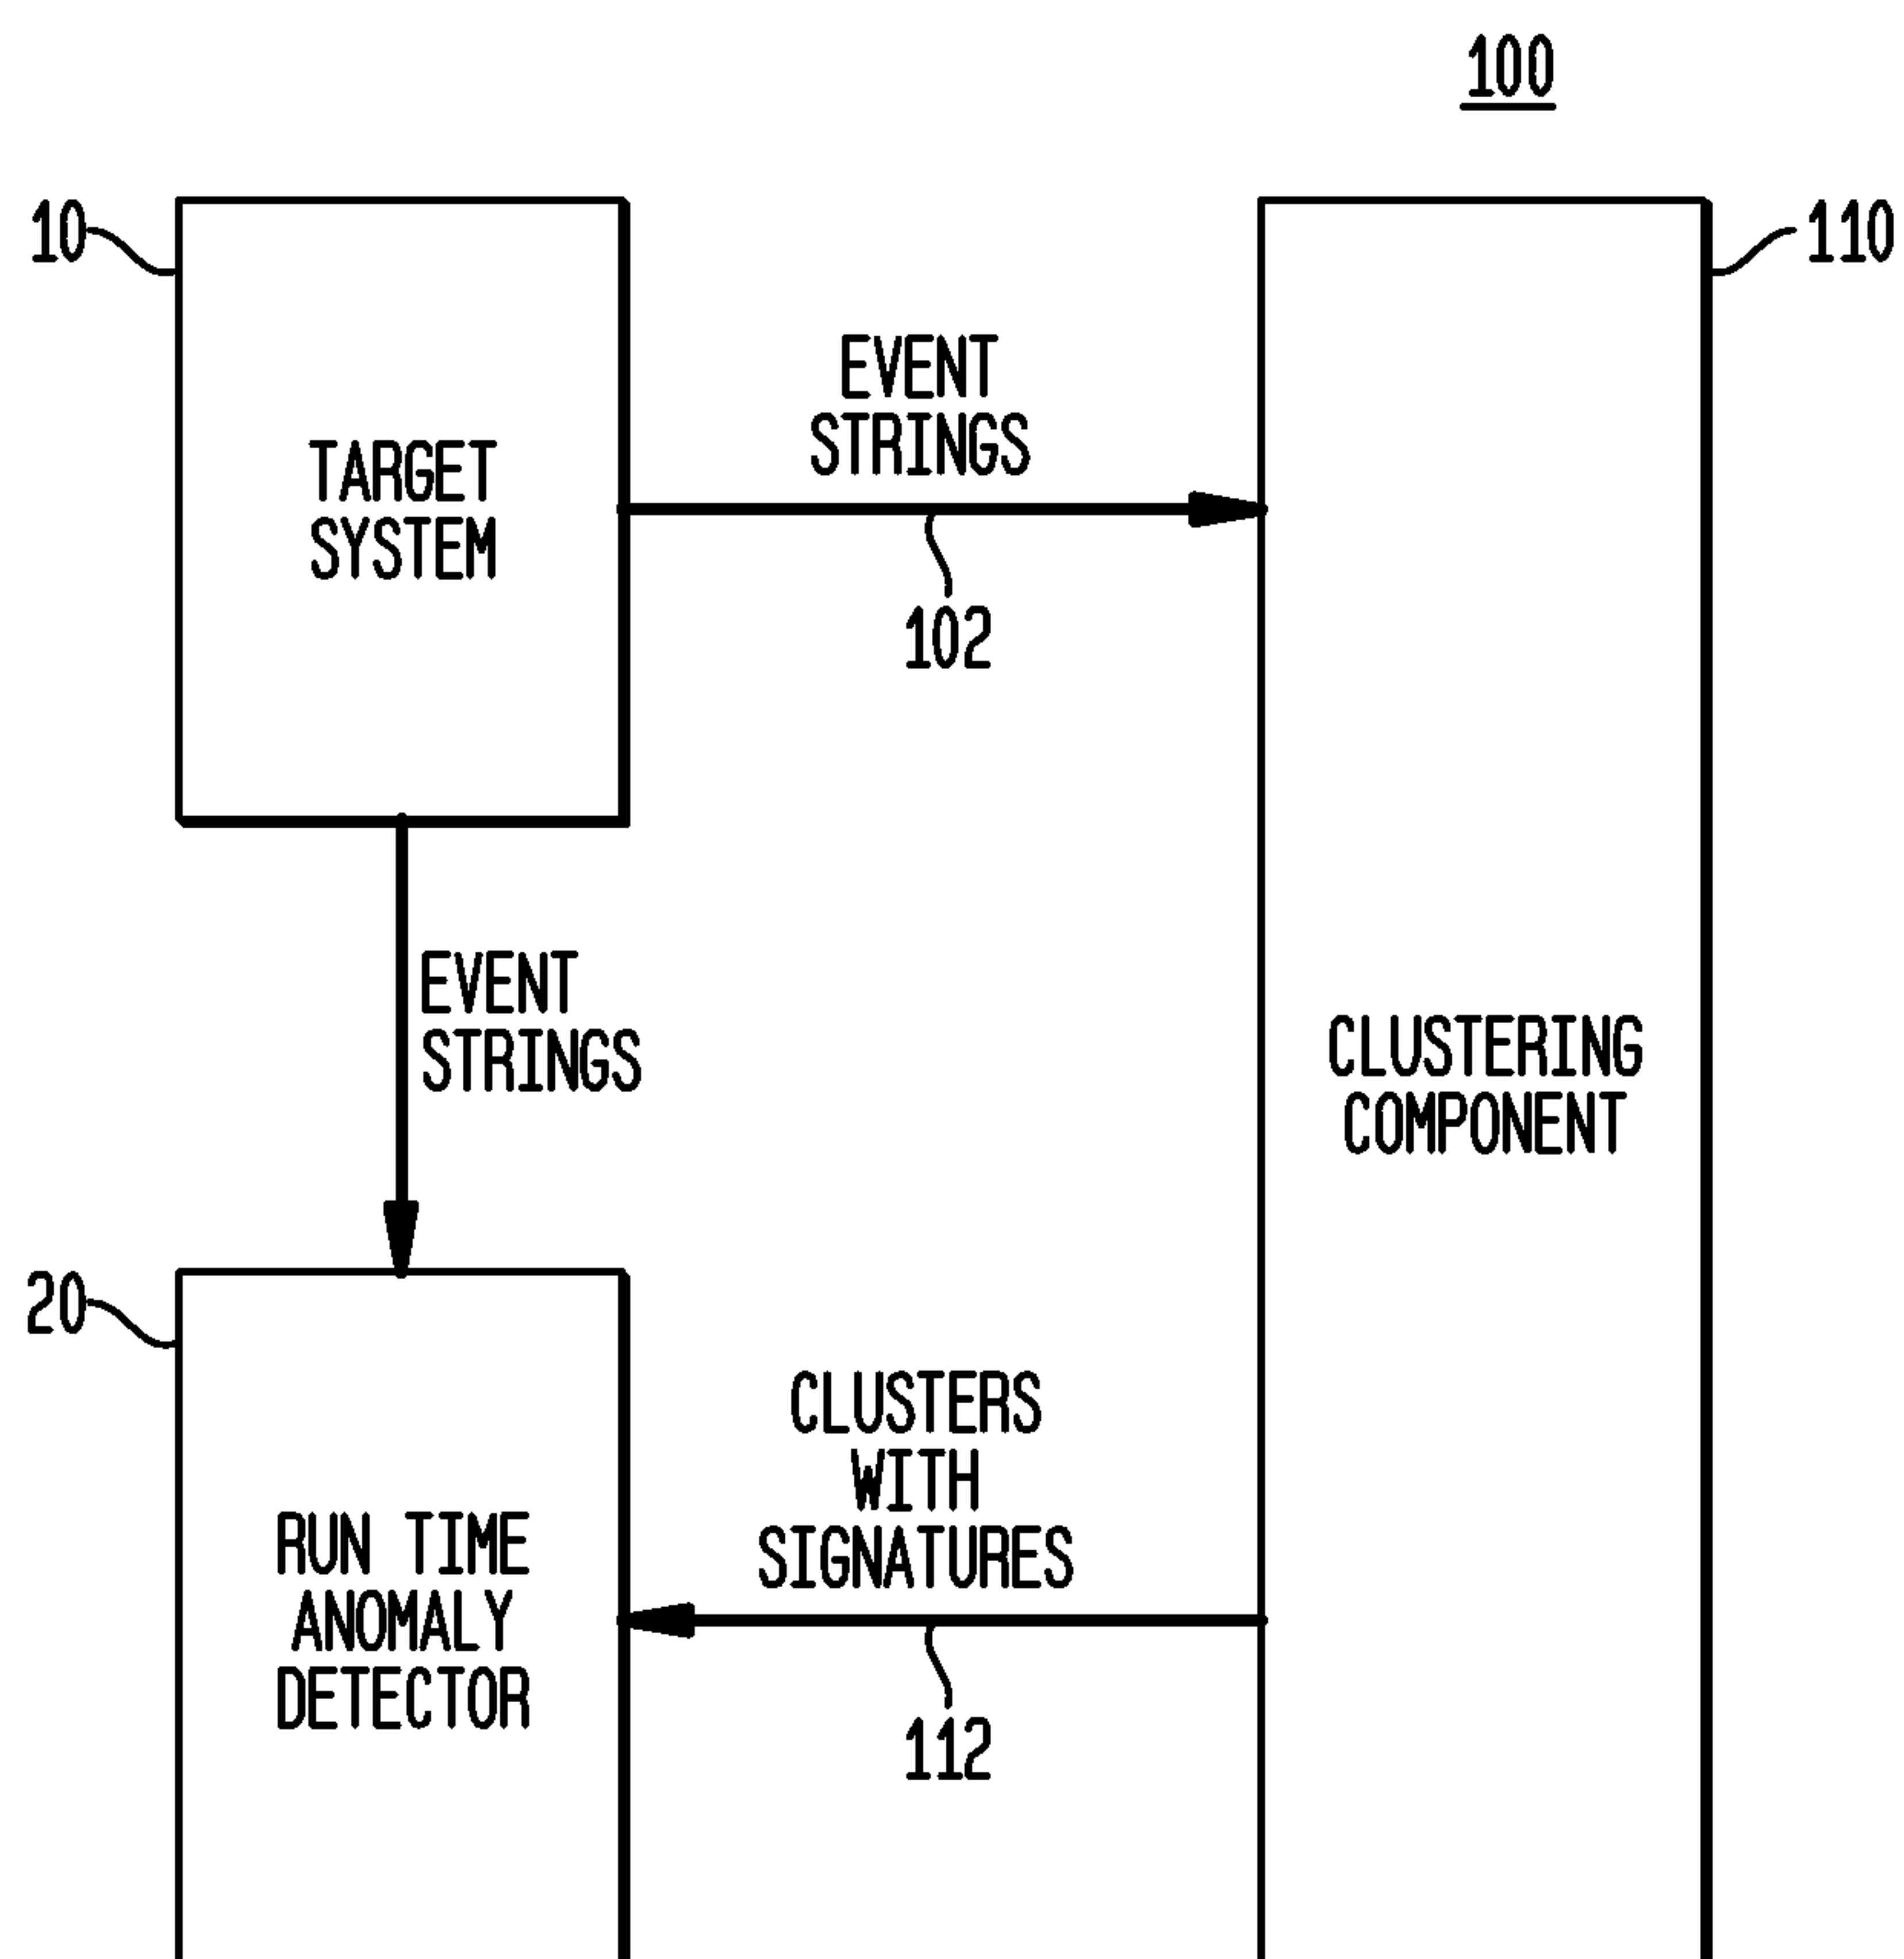 100
10
110
EVENT
STRINGS
TARGET
SYSTEM
102
EVENT
STRINGS
CLUSTERING
COMPONENT
20
CLUSTERS
WITH
SIGNATURES
RUN TIME
ANOMALY
DETECTOR
112